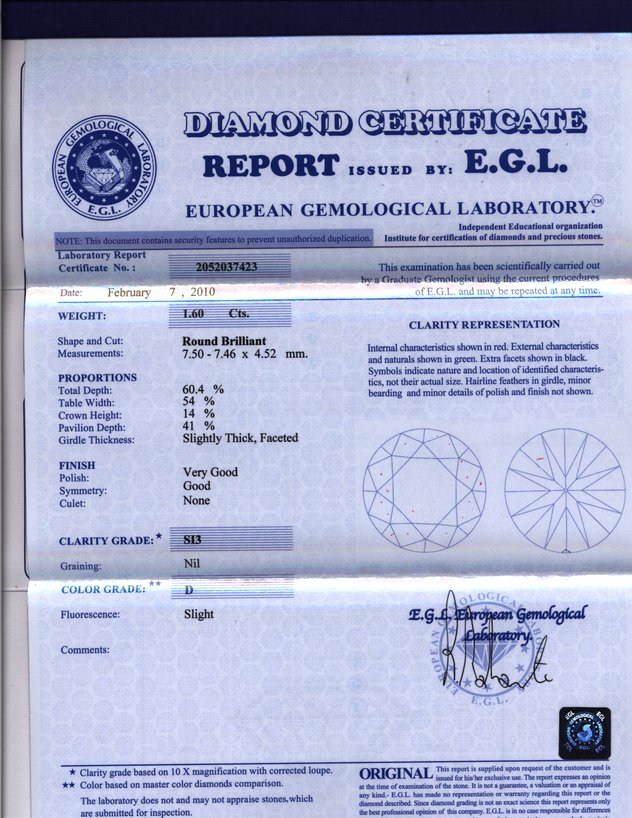 DIAMOND CERTIFICATE
REPORT ISSUED BY: E.G.L.
EUROPEAN GEMOLOGICAL LABORATORY.™
EUROPEAN GEMOLOGICAL LABORATORY
E.G.L.
Independent Educational organization
Institute for certification of diamonds and precious stones.
NOTE: This document contains security features to prevent unauthorized duplication.
Laboratory Report
Certificate No. : 2052037423
Date: February 7 , 2010
WEIGHT: 1.60 Cts.
Shape and Cut: Round Brilliant
Measurements: 7.50 - 7.46 x 4.52 mm.
PROPORTIONS
Total Depth: 60.4 %
Table Width: 54 %
Crown Height: 14 %
Pavilion Depth: 41 %
Girdle Thickness: Slightly Thick, Faceted
FINISH
Polish: Very Good
Symmetry: Good
Culet: None
CLARITY GRADE:★ SI3
Graining: Nil
COLOR GRADE:★★ D
Fluorescence: Slight
Comments:
This examination has been scientifically carried out
by a Graduate Gemologist using the current procedures
of E.G.L. and may be repeated at any time.
CLARITY REPRESENTATION
Internal characteristics shown in red. External characteristics
and naturals shown in green. Extra facets shown in black.
Symbols indicate nature and location of identified characteris-
tics, not their actual size. Hairline feathers in girdle, minor
bearding and minor details of polish and finish not shown.
E.G.L. European Gemological
Laboratory.
E.G.L.
★ Clarity grade based on 10 X magnification with corrected loupe.
★★ Color based on master color diamonds comparison.
The laboratory does not and may not appraise stones,which
are submitted for inspection.
ORIGINAL This report is supplied upon request of the customer and is
issued for his/her exclusive use. The report expresses an opinion
at the time of examination of the stone. It is not a guarantee, a valuation or an appraisal of
any kind.- E.G.L. has made no representation or warranty regarding this report or the
diamond described. Since diamond grading is not an exact science this report represents only
the best professional opinion of this company. E.G.L. is in no case responsible for differences